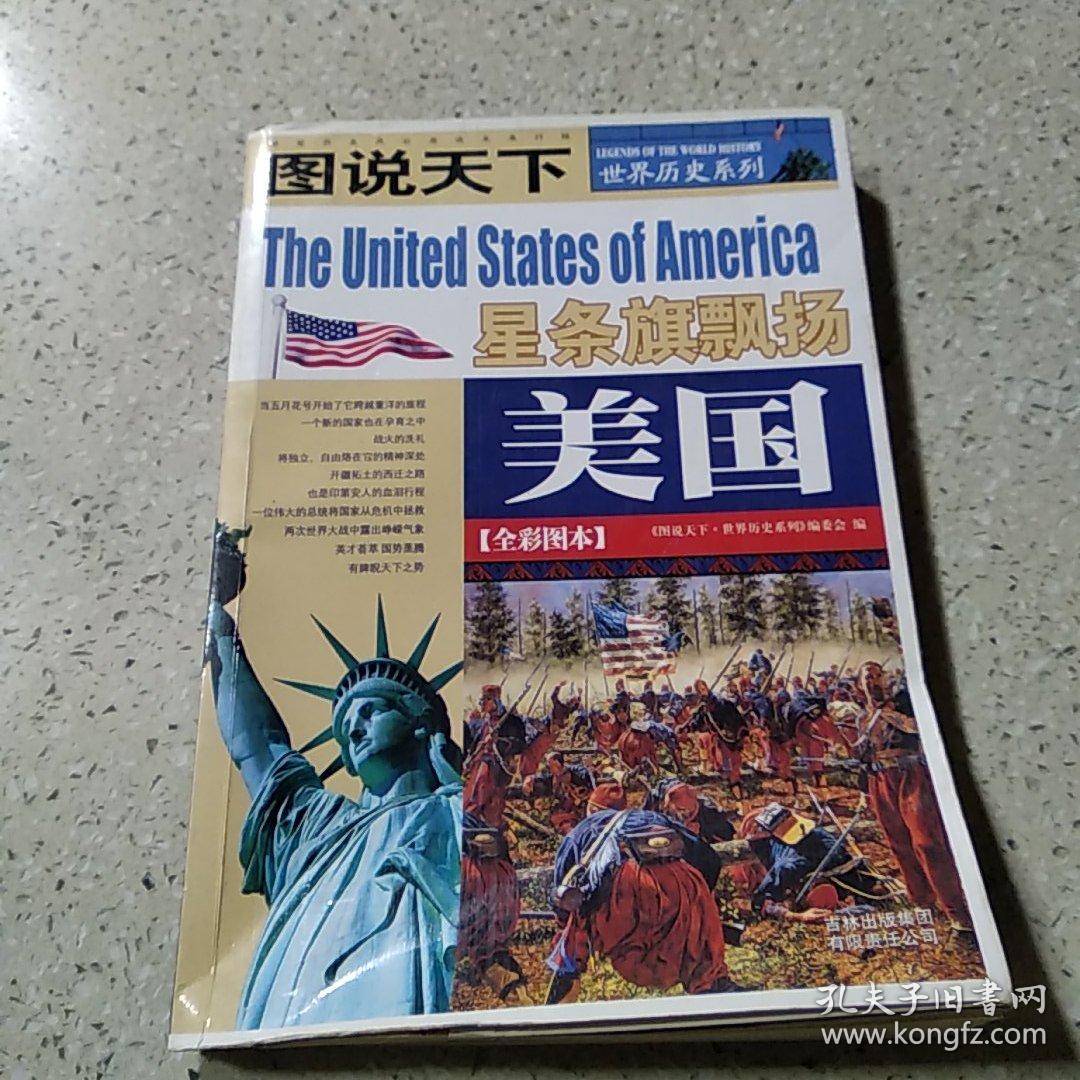 图说天下
LEGENDS OF THE WORLD HISTORY
世界历史系列
The United States of America
星条旗飘扬
美国
当五月花号开始了它跨越重洋的旅程
一个新的国家也在孕育之中
战火的洗礼
将独立、自由烙在它的精神深处
开疆拓土的西迁之路
也是印第安人的血泪行程
一位伟大的总统将国家从危机中拯救
两次世界大战中露出峥嵘气象
英才荟萃 国势蒸腾
有睥睨天下之势
【全彩图本】
《图说天下·世界历史系列》编委会 编
吉林出版集团
有限责任公司
孔夫子旧書网
www.kongfz.com